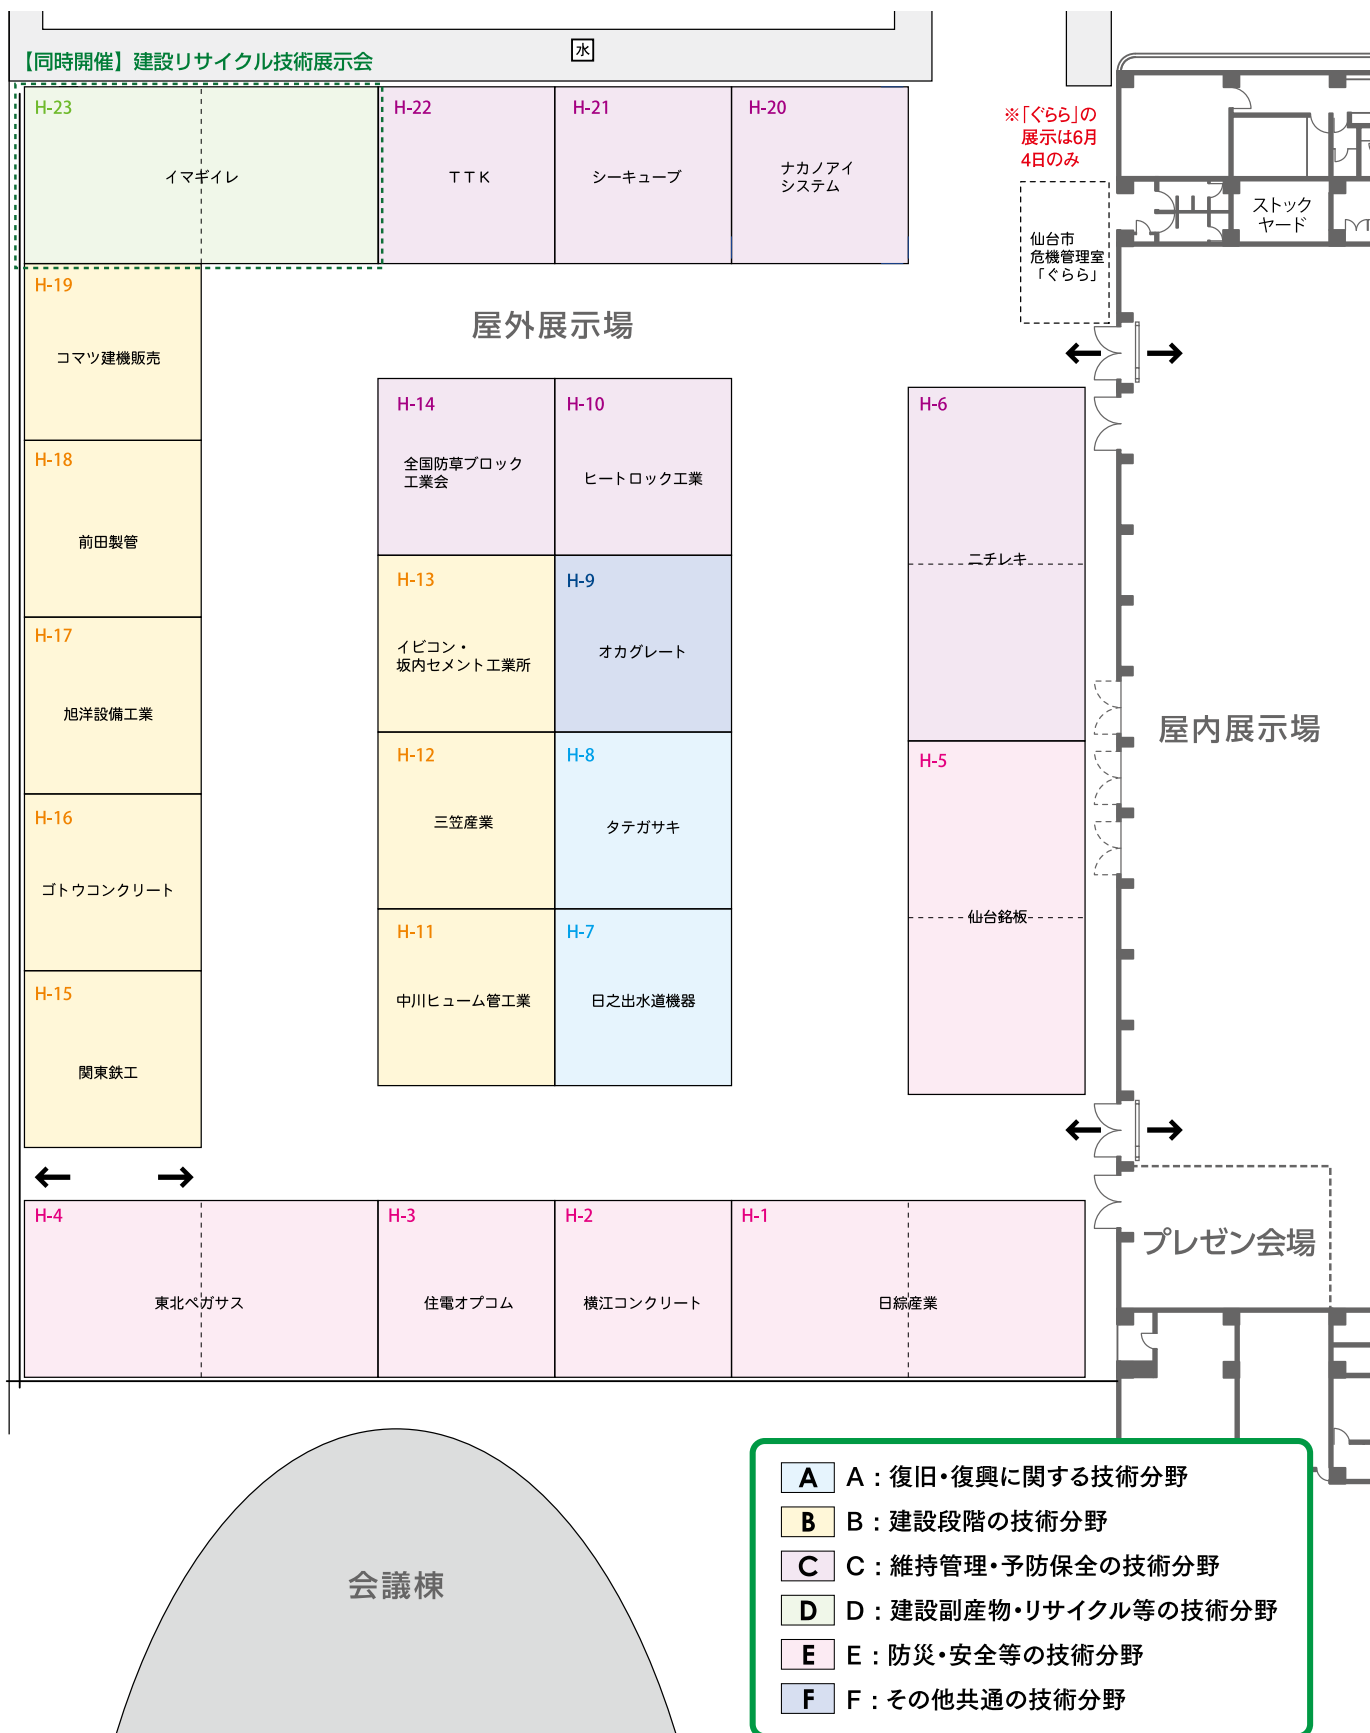 水
【同時開催】建設リサイクル技術展示会
H-23
イマギイレ
H-22
TTK
H-21
シーキューブ
H-20
ナカノアイ
システム
※「ぐらら」の
展示は6月
4日のみ
仙台市
危機管理室
「ぐらら」
ストック
ヤード
H-19
コマツ建機販売
屋外展示場
H-18
前田製管
H-17
旭洋設備工業
H-16
ゴトウコンクリート
H-15
関東鉄工
H-14
全国防草ブロック
工業会
H-10
ヒートロック工業
H-13
イビコン・
坂内セメント工業所
H-9
オカグレート
H-12
三笠産業
H-8
タテガサキ
H-11
中川ヒューム管工業
H-7
日之出水道機器
H-6
ニチレキ
H-5
仙台銘板
屋内展示場
プレゼン会場
H-4
東北ペガサス
H-3
住電オプコム
H-2
横江コンクリート
H-1
日綜産業
会議棟
A A：復旧・復興に関する技術分野
B B：建設段階の技術分野
C C：維持管理・予防保全の技術分野
D D：建設副産物・リサイクル等の技術分野
E E：防災・安全等の技術分野
F F：その他共通の技術分野